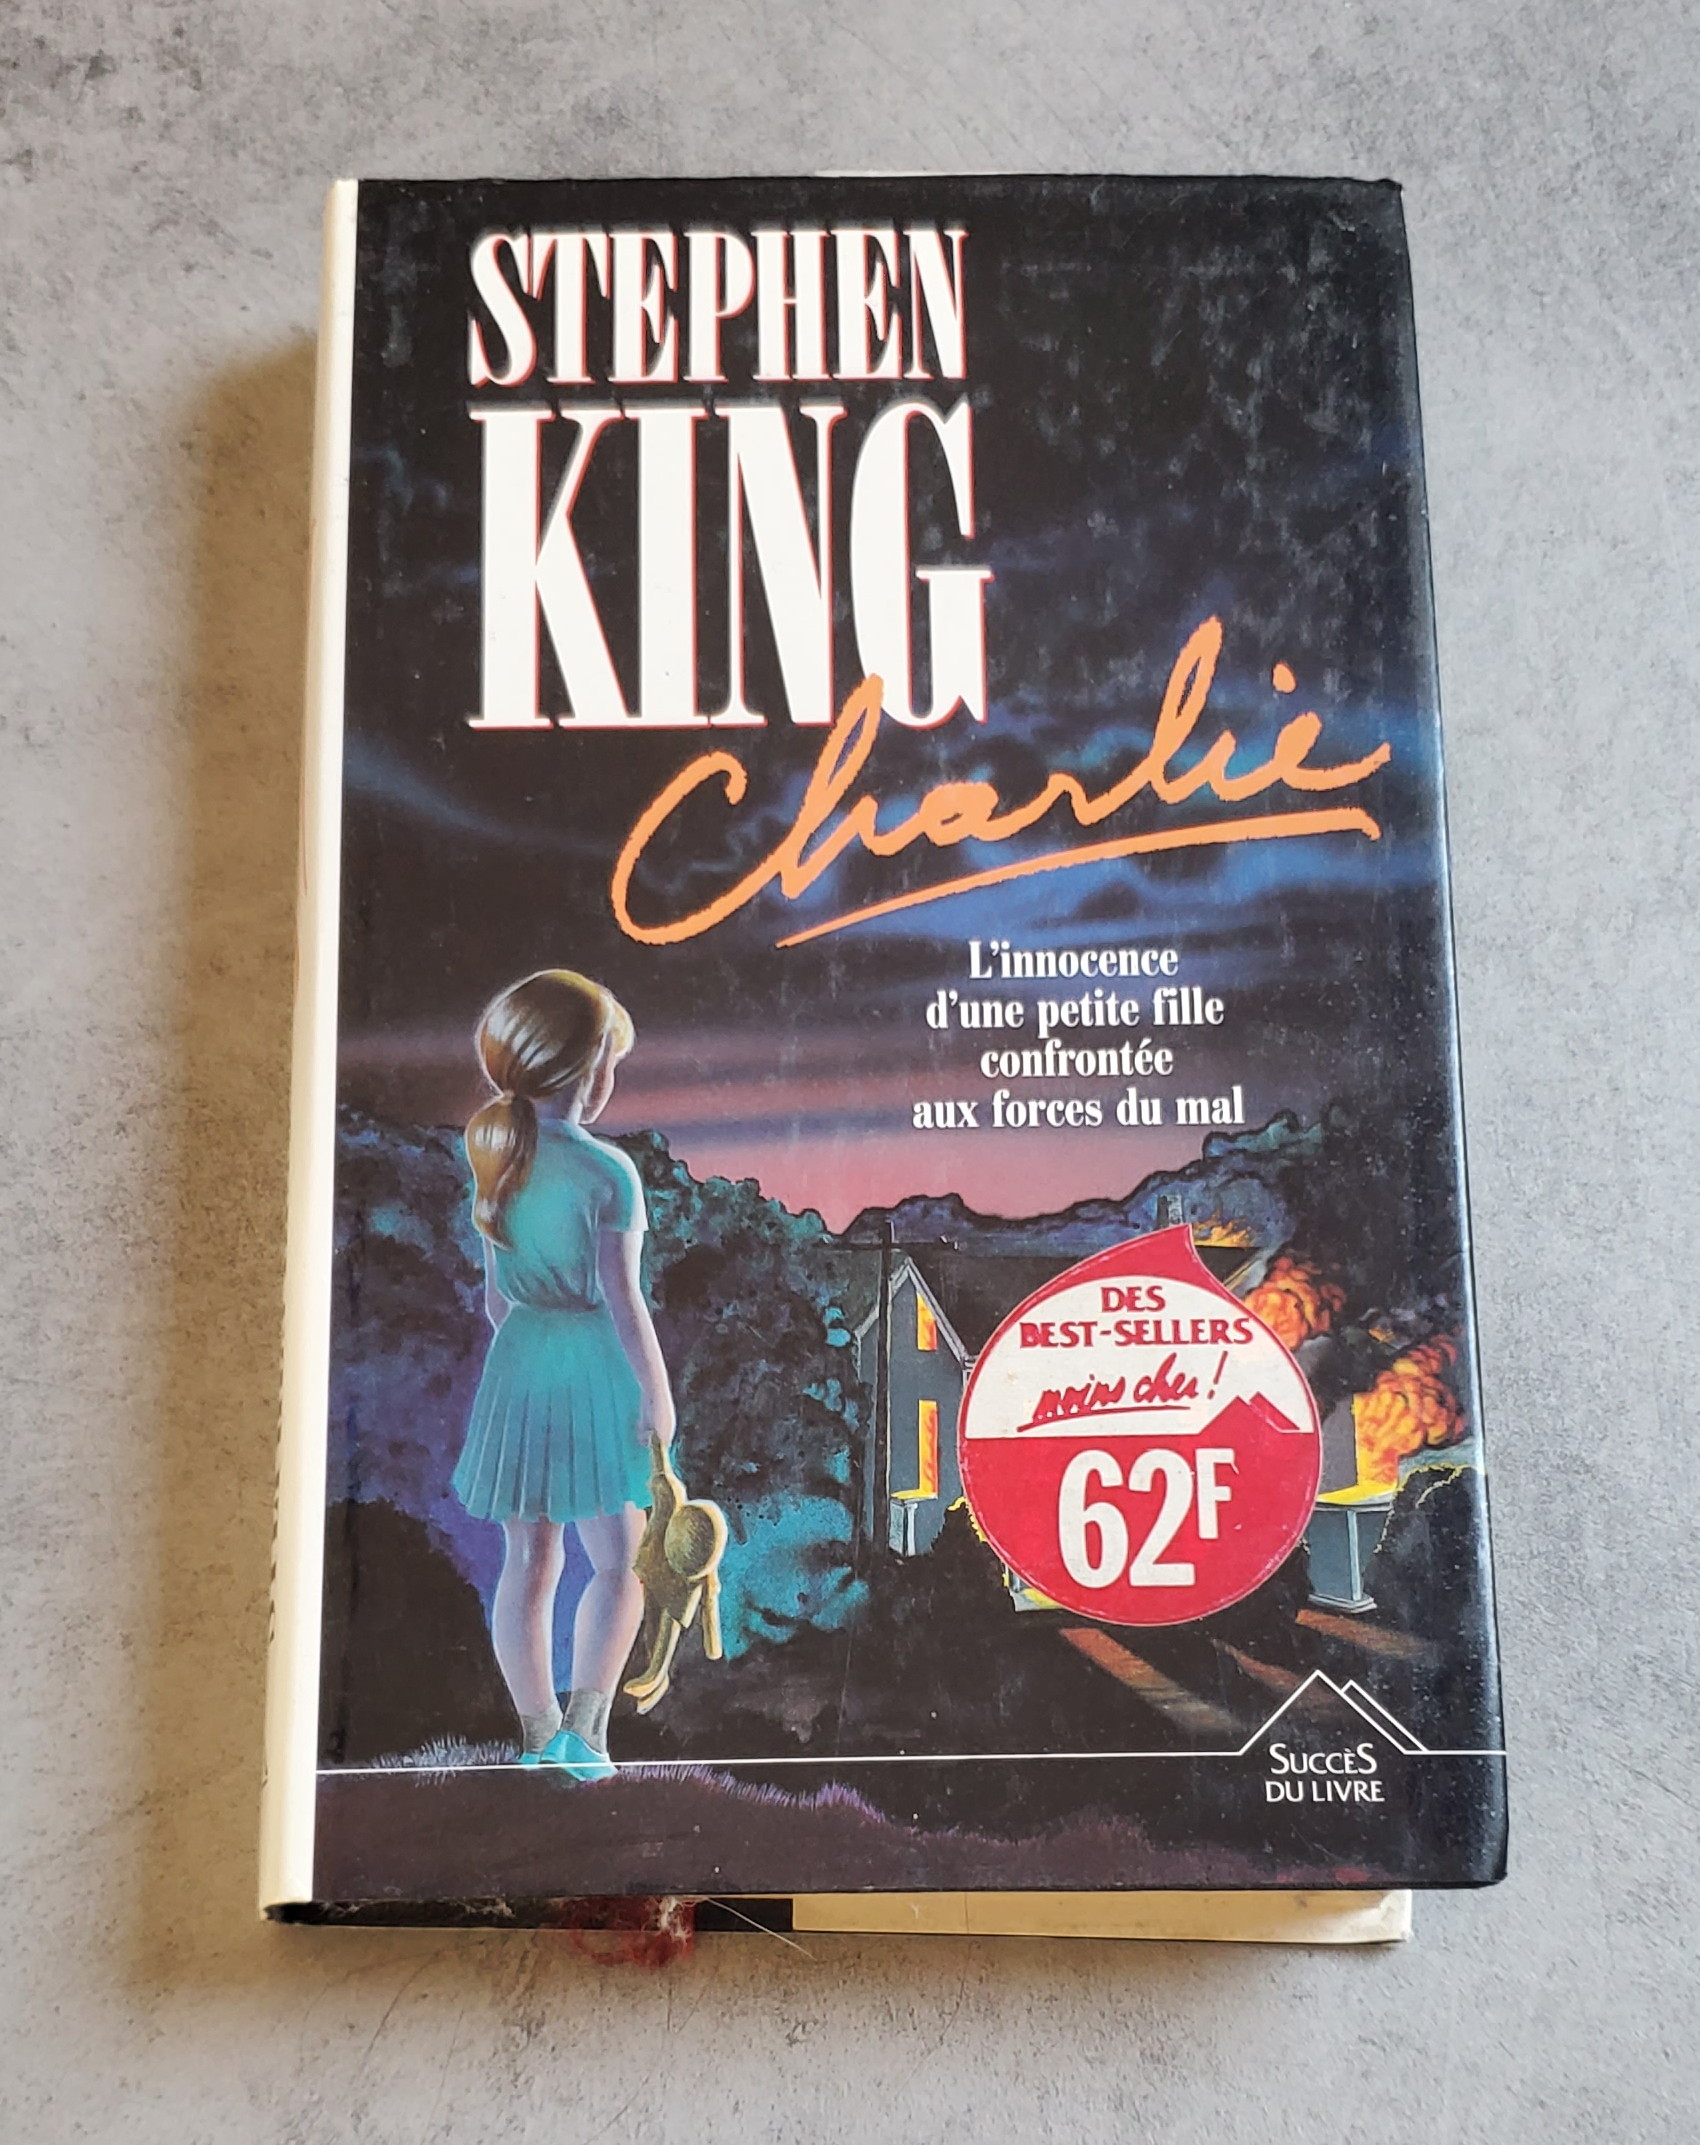 STEPHEN
KING
Charlie
L'innocence
d'une petite fille
confrontée
aux forces du mal
DES
BEST-SELLERS
moins cher!
62F
SUCCÈS
DU LIVRE